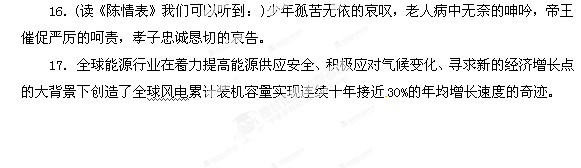 16. (读《陈情表》我们可以听到:)少年孤苦无依的哀叹，老人病中无奈的呻吟，帝王
催促严厉的呵责，孝子忠诚恳切的哀告。
17. 全球能源行业在着力提高能源供应安全、积极应对气候变化、寻求新的经济增长点
的大背景下创造了全球风电累计装机容量实现连续十年接近30%的年均增长速度的奇迹。